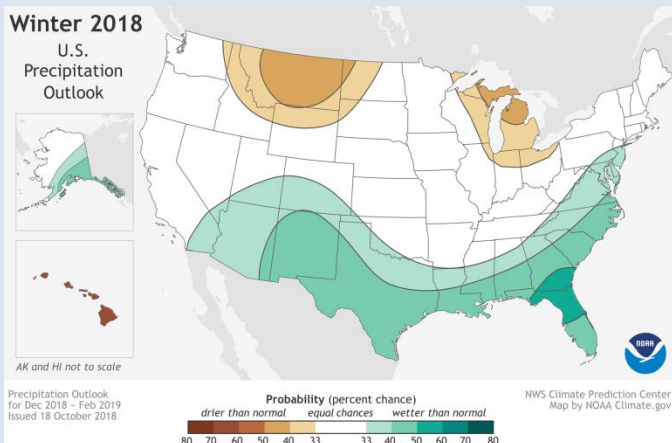 Winter 2018
U.S.
Precipitation
Outlook
AK and HI not to scale
NOAA
Precipitation Outlook
for Dec 2018 – Feb 2019
Issued 18 October 2018
Probability (percent chance)
drier than normal equal chances wetter than normal
80 70 60 50 40 33 33 40 50 60 70 80
NWS Climate Prediction Center
Map by NOAA Climate.gov